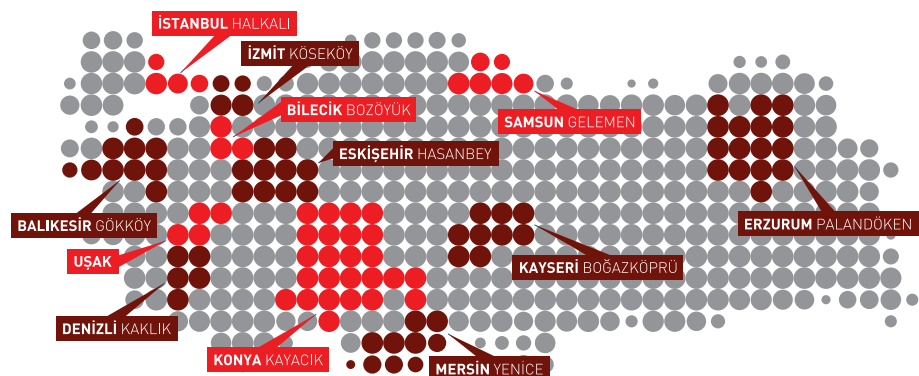 İSTANBUL HALKALI
İZMİT KÖSEKÖY
BİLECİK BOZÖYÜK
SAMSUN GELEMEN
ESKİŞEHİR HASANBEY
BALIKESİR GÖKKÖY
ERZURUM PALANDÖKEN
UŞAK
KAYSERİ BOĞAZKÖPRÜ
DENİZLİ KAKLIK
KONYA KAYACIK
MERSİN YENİCE